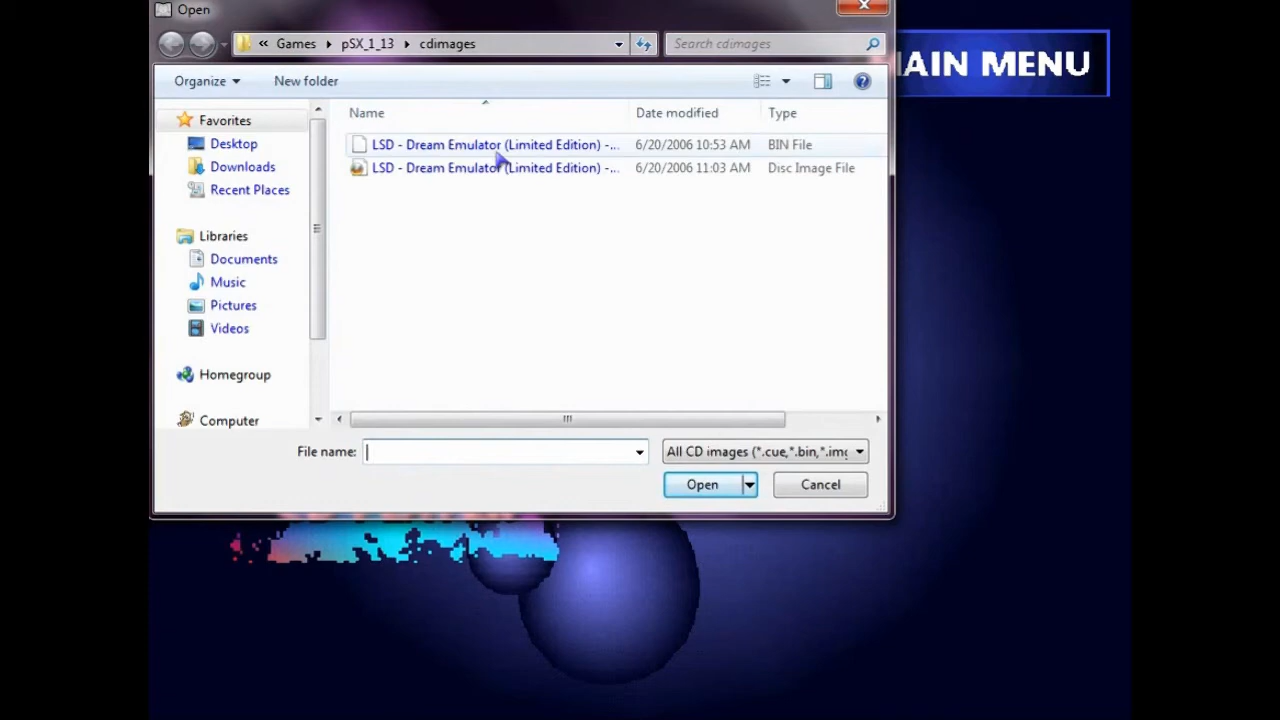 Open
« Games pSX_1_13 cdimages
Search cdimages
AIN MENU
Organize New folder
Name Date modified Type
Favorites
Desktop
Downloads
Recent Places
Libraries
Documents
Music
Pictures
Videos
Homegroup
Computer
LSD - Dream Emulator (Limited Edition) -... 6/20/2006 10:53 AM BIN File
LSD - Dream Emulator (Limited Edition) -... 6/20/2006 11:03 AM Disc Image File
File name:
All CD images (*.cue,*.bin,*.img
Open Cancel